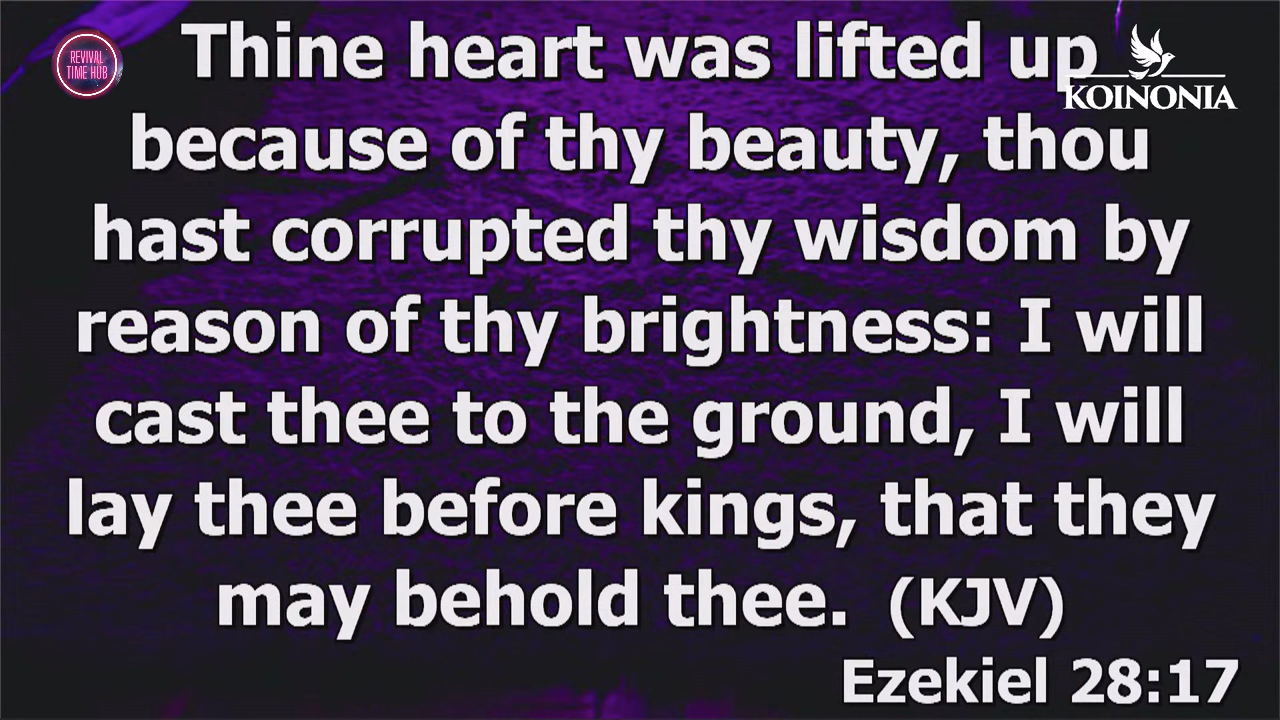 Thine heart was lifted up
because of thy beauty, thou
hast corrupted thy wisdom by
reason of thy brightness: I will
cast thee to the ground, I will
lay thee before kings, that they
may behold thee. (KJV)
Ezekiel 28:17
REVIVAL
TIME HUB
KOINONIA